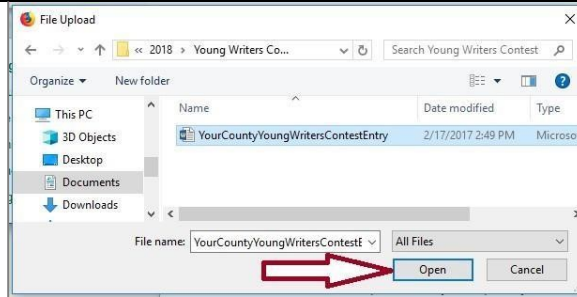 File Upload
« 2018 › Young Writers Co...
Search Young Writers Contest
Organize
New folder
This PC
3D Objects
Desktop
Documents
Downloads
Name
Date modified
Type
YourCountyYoungWritersContestEntry
2/17/2017 2:49 PM
Microso
File name:
YourCountyYoungWritersContestE
All Files
Open
Cancel